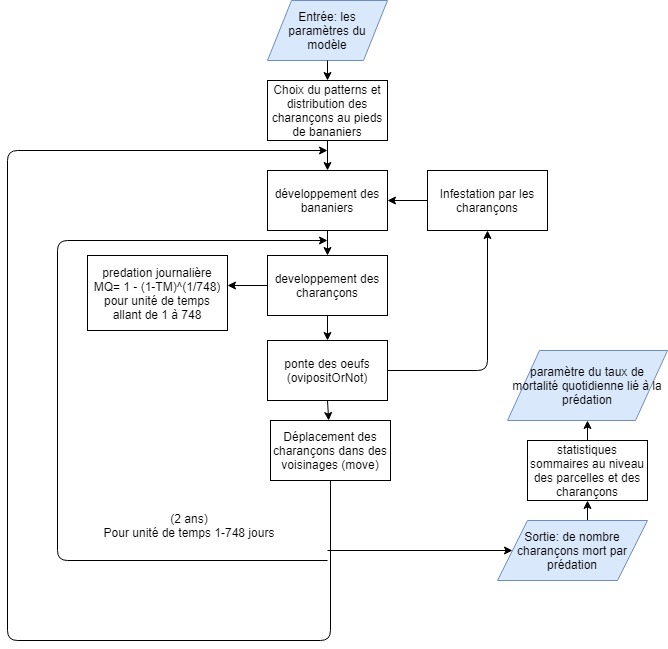 Entrée: les
paramètres du
modèle
Choix du patterns et
distribution des
charançons au pieds
de bananiers
développement des
bananiers
Infestation par les
charançons
predation journalière
MQ= 1 - (1-TM)^(1/748)
pour unité de temps
allant de 1 à 748
developpement des
charançons
ponte des oeufs
(ovipositOrNot)
paramètre du taux de
mortalité quotidienne lié à la
prédation
Déplacement des
charançons dans des
voisinages (move)
statistiques
sommaires au niveau
des parcelles et des
charançons
(2 ans)
Pour unité de temps 1-748 jours
Sortie: de nombre
charançons mort par
prédation